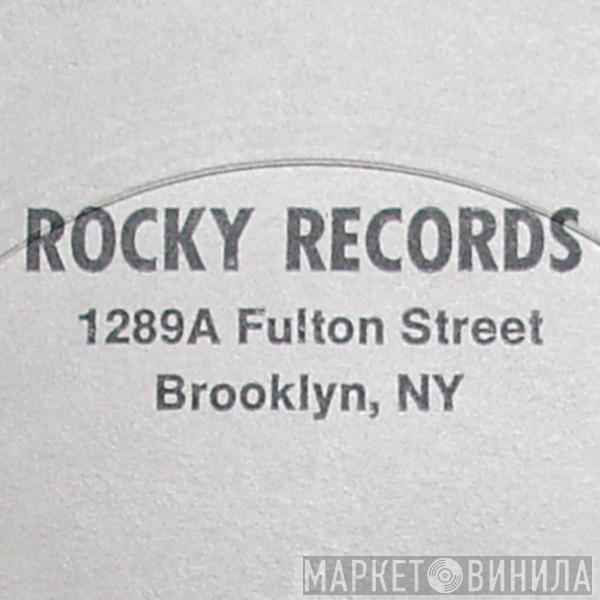 ROCKY RECORDS
1289A Fulton Street
Brooklyn, NY
МАРКЕТ ВИНИЛА